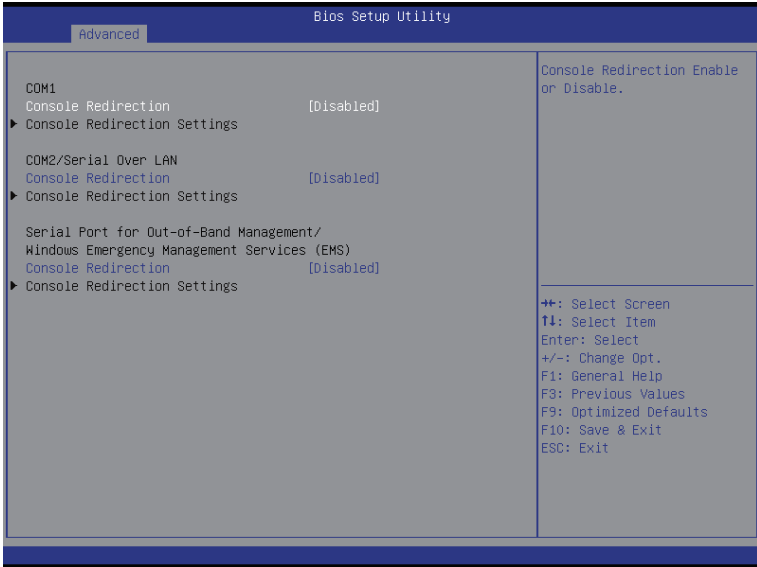 Bios Setup Utility
Advanced
COM1
Console Redirection [Disabled]
Console Redirection Settings
COM2/Serial Over LAN
Console Redirection [Disabled]
Console Redirection Settings
Serial Port for Out-of-Band Management/
Windows Emergency Management Services (EMS)
Console Redirection [Disabled]
Console Redirection Settings
Console Redirection Enable
or Disable.
→←: Select Screen
↑↓: Select Item
Enter: Select
+/-: Change Opt.
F1: General Help
F3: Previous Values
F9: Optimized Defaults
F10: Save & Exit
ESC: Exit